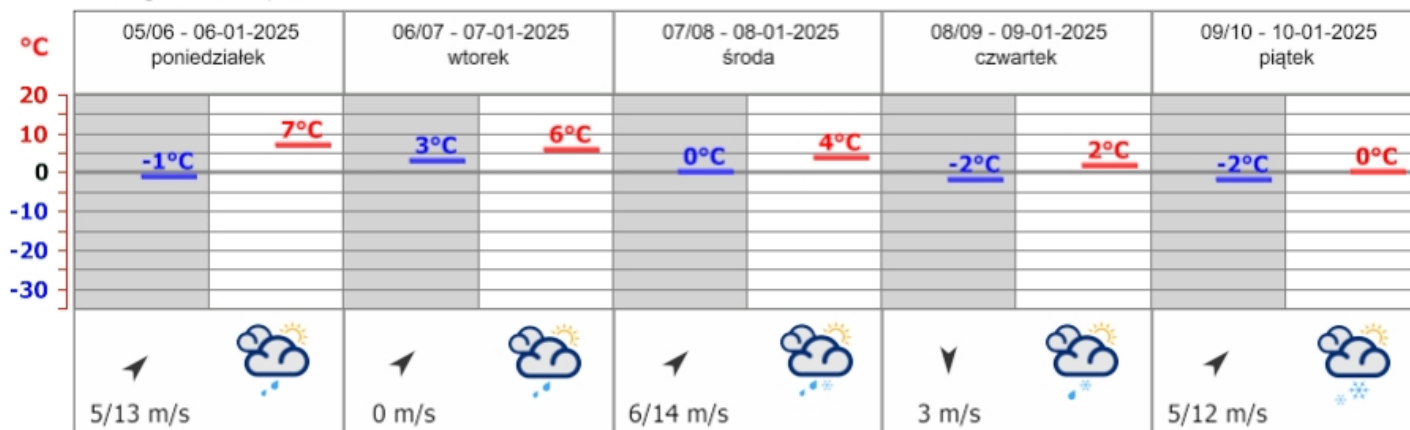 °C
05/06 - 06-01-2025
poniedziałek
06/07 - 07-01-2025
wtorek
07/08 - 08-01-2025
środa
08/09 - 09-01-2025
czwartek
09/10 - 10-01-2025
piątek
20
10
0
-10
-20
-30
-1°C
7°C
3°C
6°C
0°C
4°C
-2°C
2°C
-2°C
0°C
5/13 m/s
0 m/s
6/14 m/s
3 m/s
5/12 m/s